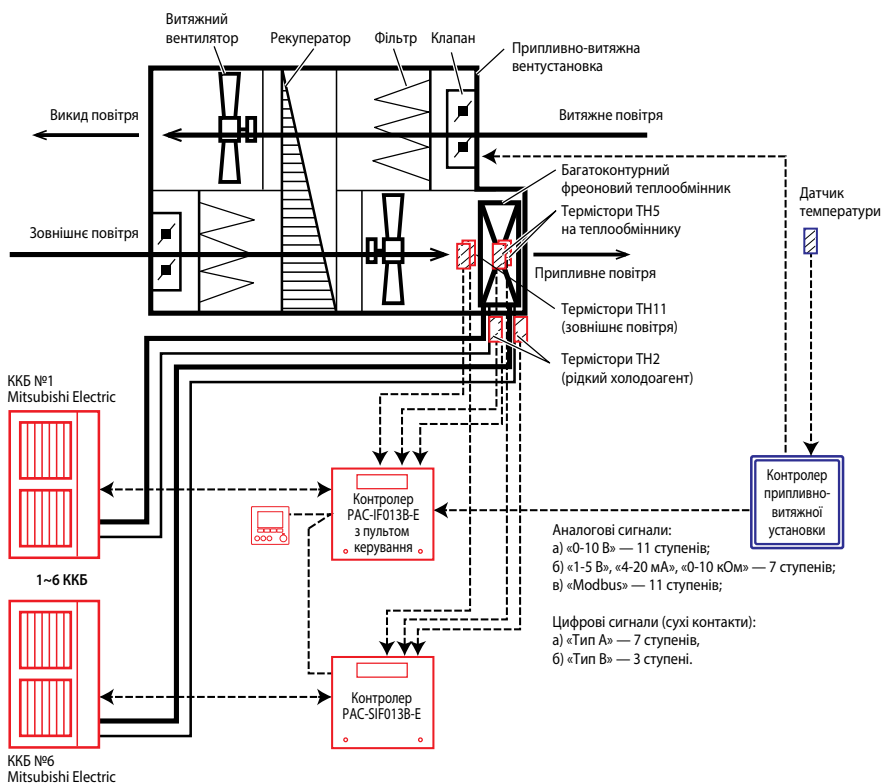 Витяжний
вентилятор
Рекуператор
Фільтр
Клапан
Припливно-витяжна
вентустановка
Викид повітря
Витяжне повітря
Багатоконтурний
фреоновий теплообмінник
Датчик
температури
Термістори TH5
на теплообміннику
Зовнішнє повітря
Припливне повітря
Термістори TH11
(зовнішнє повітря)
Термістори TH2
(рідкий холодоагент)
ККБ №1
Mitsubishi Electric
Контролер
PAC-IF013B-E
з пультом
керування
Контролер
припливно-
витяжної
установки
Аналогові сигнали:
а) «0-10 В» — 11 ступенів;
б) «1-5 В», «4-20 мА», «0-10 кОм» — 7 ступенів;
в) «Modbus» — 11 ступенів;
1~6 ККБ
Цифрові сигнали (сухі контакти):
а) «Тип А» — 7 ступенів,
б) «Тип В» — 3 ступені.
Контролер
PAC-SIF013B-E
ККБ №6
Mitsubishi Electric